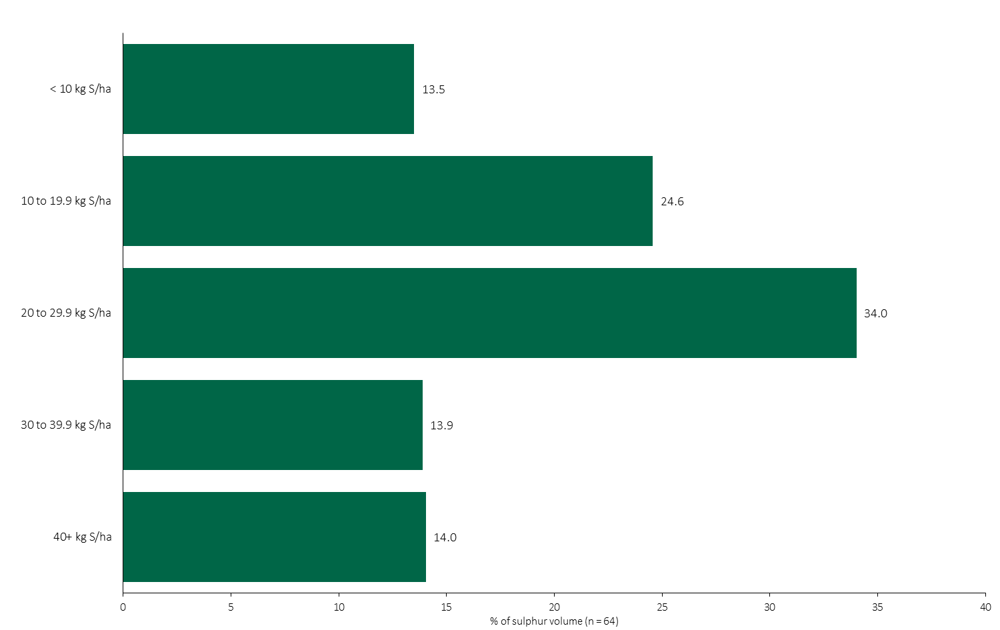 < 10 kg S/ha
13.5
10 to 19.9 kg S/ha
24.6
20 to 29.9 kg S/ha
34.0
30 to 39.9 kg S/ha
13.9
40+ kg S/ha
14.0
0 5 10 15 20 25 30 35 40
% of sulphur volume (n = 64)